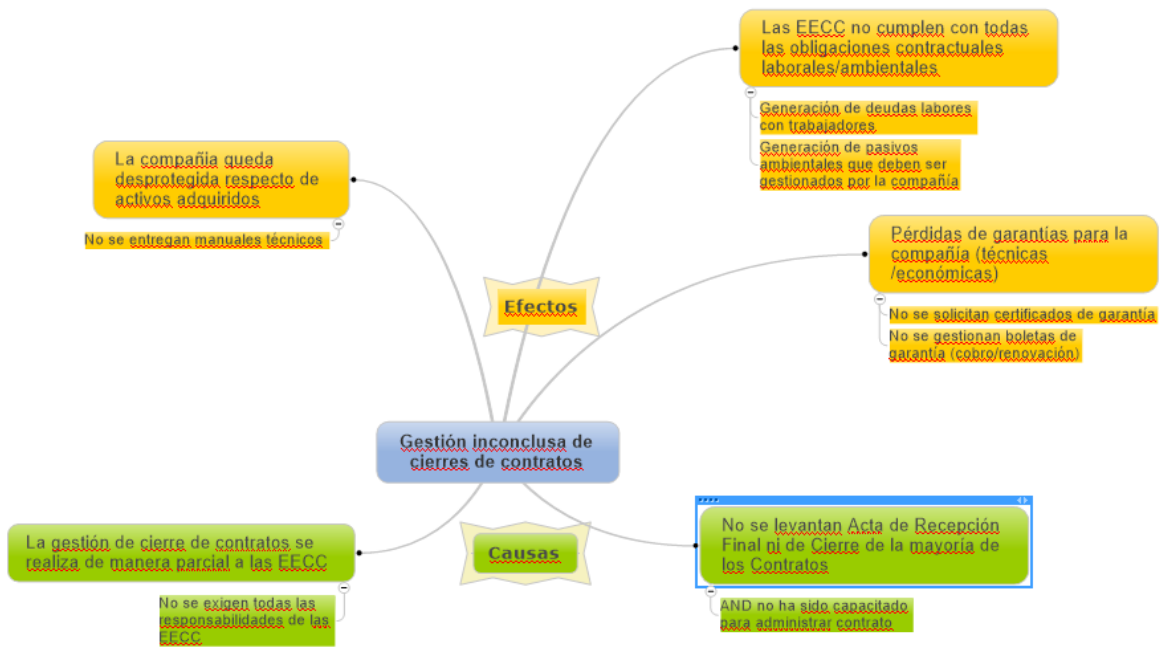 Las EECC no cumplen con todas
las obligaciones contractuales
laborales/ambientales
Generación de deudas labores
con trabajadores
Generación de pasivos
ambientales que deben ser
gestionados por la compañía
La compañia queda
desprotegida respecto de
activos adquiridos
No se entregan manuales técnicos
Pérdidas de garantías para la
compañía (técnicas
/económicas)
No se solicitan certificados de garantía
No se gestionan boletas de
garantía (cobro/renovación)
Efectos
Gestión inconclusa de
cierres de contratos
Causas
La gestión de cierre de contratos se
realiza de manera parcial a las EECC
No se exigen todas las
responsabilidades de las
EECC
No se levantan Acta de Recepción
Final ni de Cierre de la mayoría de
los Contratos
AND no ha sido capacitado
para administrar contrato